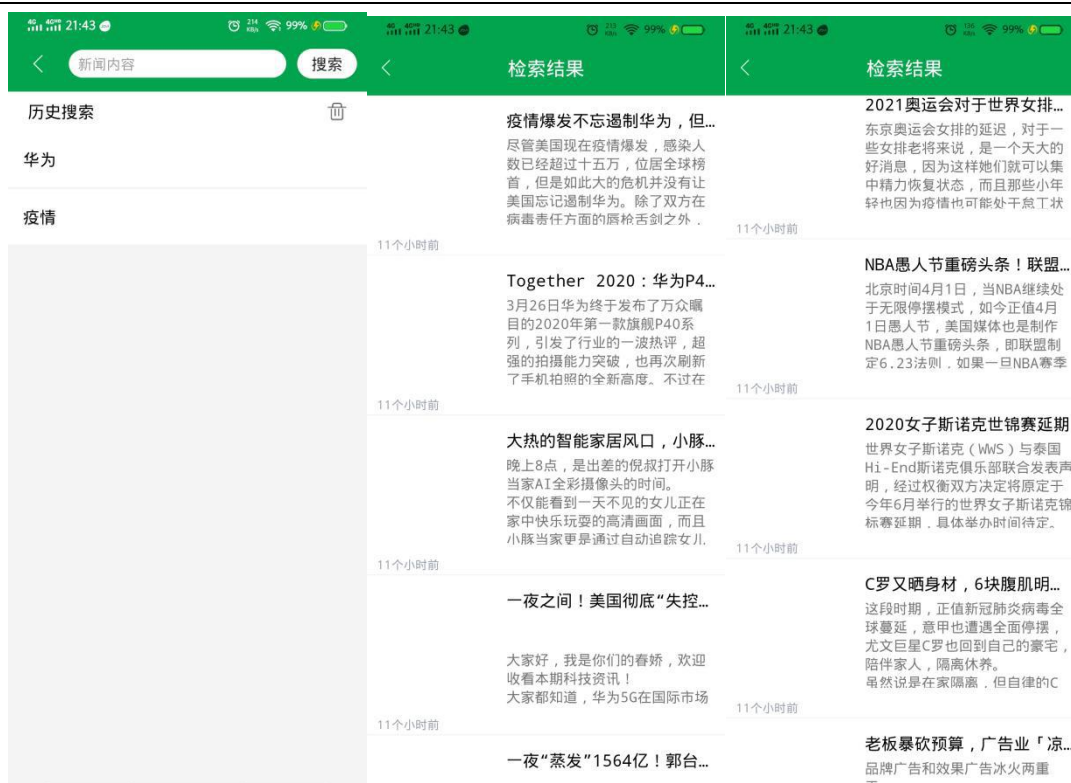 21:43
214 KB/s
99%
新闻内容
搜索
历史搜索
华为
疫情
21:43
99%
检索结果
疫情爆发不忘遏制华为，但...
尽管美国现在疫情爆发，感染人
数已经超过十五万，位居全球榜
首，但是如此大的危机并没有让
美国忘记遏制华为。除了双方在
病毒责任方面的唇枪舌剑之外，
11个小时前
Together 2020：华为P4...
3月26日华为终于发布了万众瞩
目的2020年第一款旗舰P40系
列，引发了行业的一波热评，超
强的拍摄能力突破，也再次刷新
了手机拍照的全新高度。不过在
11个小时前
大热的智能家居风口，小豚...
晚上8点，是出差的倪叔打开小豚
当家AI全彩摄像头的时间。
不仅能看到一天不见的女儿正在
家中快乐玩耍的高清画面，而且
小豚当家更是通过自动追踪女儿
11个小时前
一夜之间！美国彻底“失控...
大家好，我是你们的春娇，欢迎
收看本期科技资讯！
大家都知道，华为5G在国际市场
11个小时前
一夜“蒸发”1564亿！郭台...
21:43
99%
检索结果
2021奥运会对于世界女排...
东京奥运会女排的延迟，对于一
些女排老将来说，是一个天大的
好消息，因为这样她们就可以集
中精力恢复状态，而且那些小年
轻也因为疫情也可能处于怠工状
11个小时前
NBA愚人节重磅头条！联盟...
北京时间4月1日，当NBA继续处
于无限停摆模式，如今正值4月
1日愚人节，美国媒体也是制作
NBA愚人节重磅头条，即联盟制
定6.23法则，如果一旦NBA赛季
11个小时前
2020女子斯诺克世锦赛延期
世界女子斯诺克（WWS）与泰国
Hi-End斯诺克俱乐部联合发表声
明，经过权衡双方决定将原定于
今年6月举行的世界女子斯诺克锦
标赛延期，具体举办时间待定。
11个小时前
C罗又晒身材，6块腹肌明...
这段时期，正值新冠肺炎病毒全
球蔓延，意甲也遭遇全面停摆，
尤文巨星C罗也回到自己的豪宅，
陪伴家人，隔离休养。
虽然说是在家隔离，但自律的C
11个小时前
老板暴砍预算，广告业「凉...
品牌广告和效果广告冰火两重